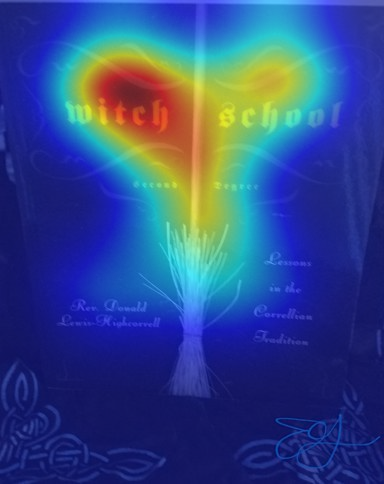 witch school
Second Degree
Lessons
in the
Correllian
Tradition
Rev. Donald
Lewis-Highcorrell